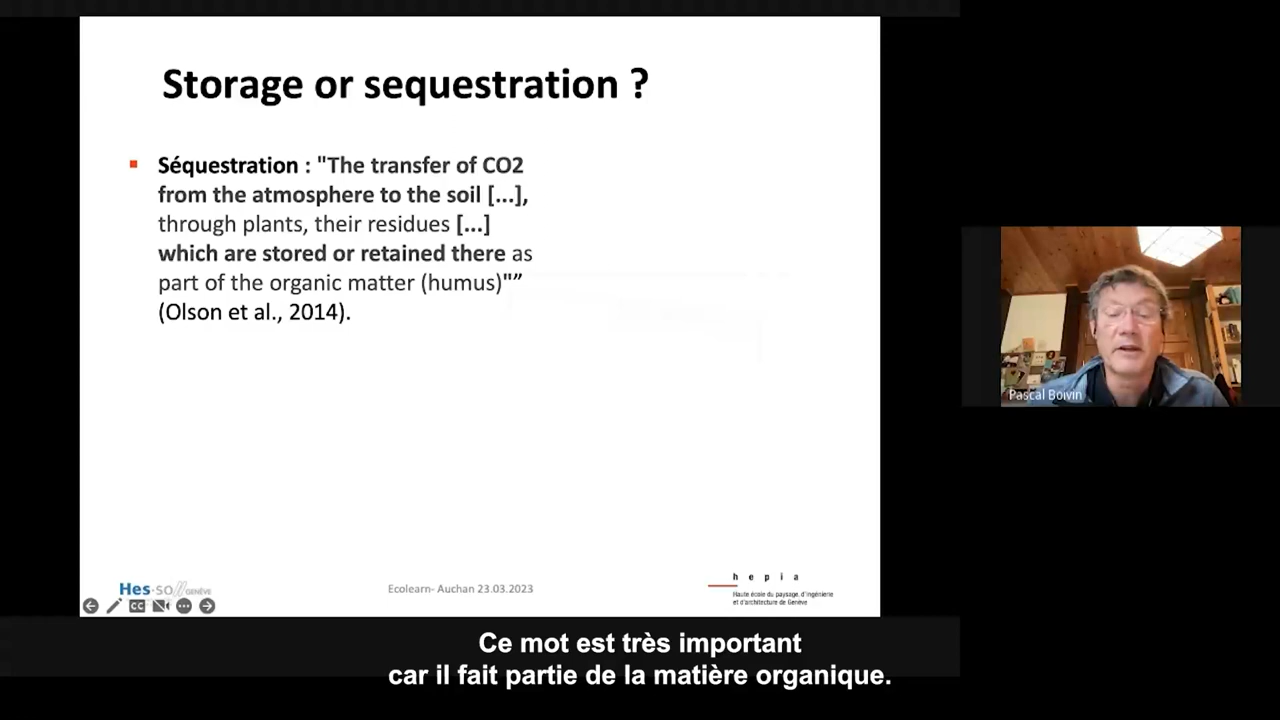 Storage or sequestration ?
Séquestration : "The transfer of CO2
from the atmosphere to the soil [...],
through plants, their residues [...]
which are stored or retained there as
part of the organic matter (humus)"”
(Olson et al., 2014).
Pascal Boivin
Hes·so// GENÈVE
Ecolearn- Auchan 23.03.2023
h e p i a
Haute école du paysage, d'ingénierie
et d'architecture de Genève
CC
Ce mot est très important
car il fait partie de la matière organique.